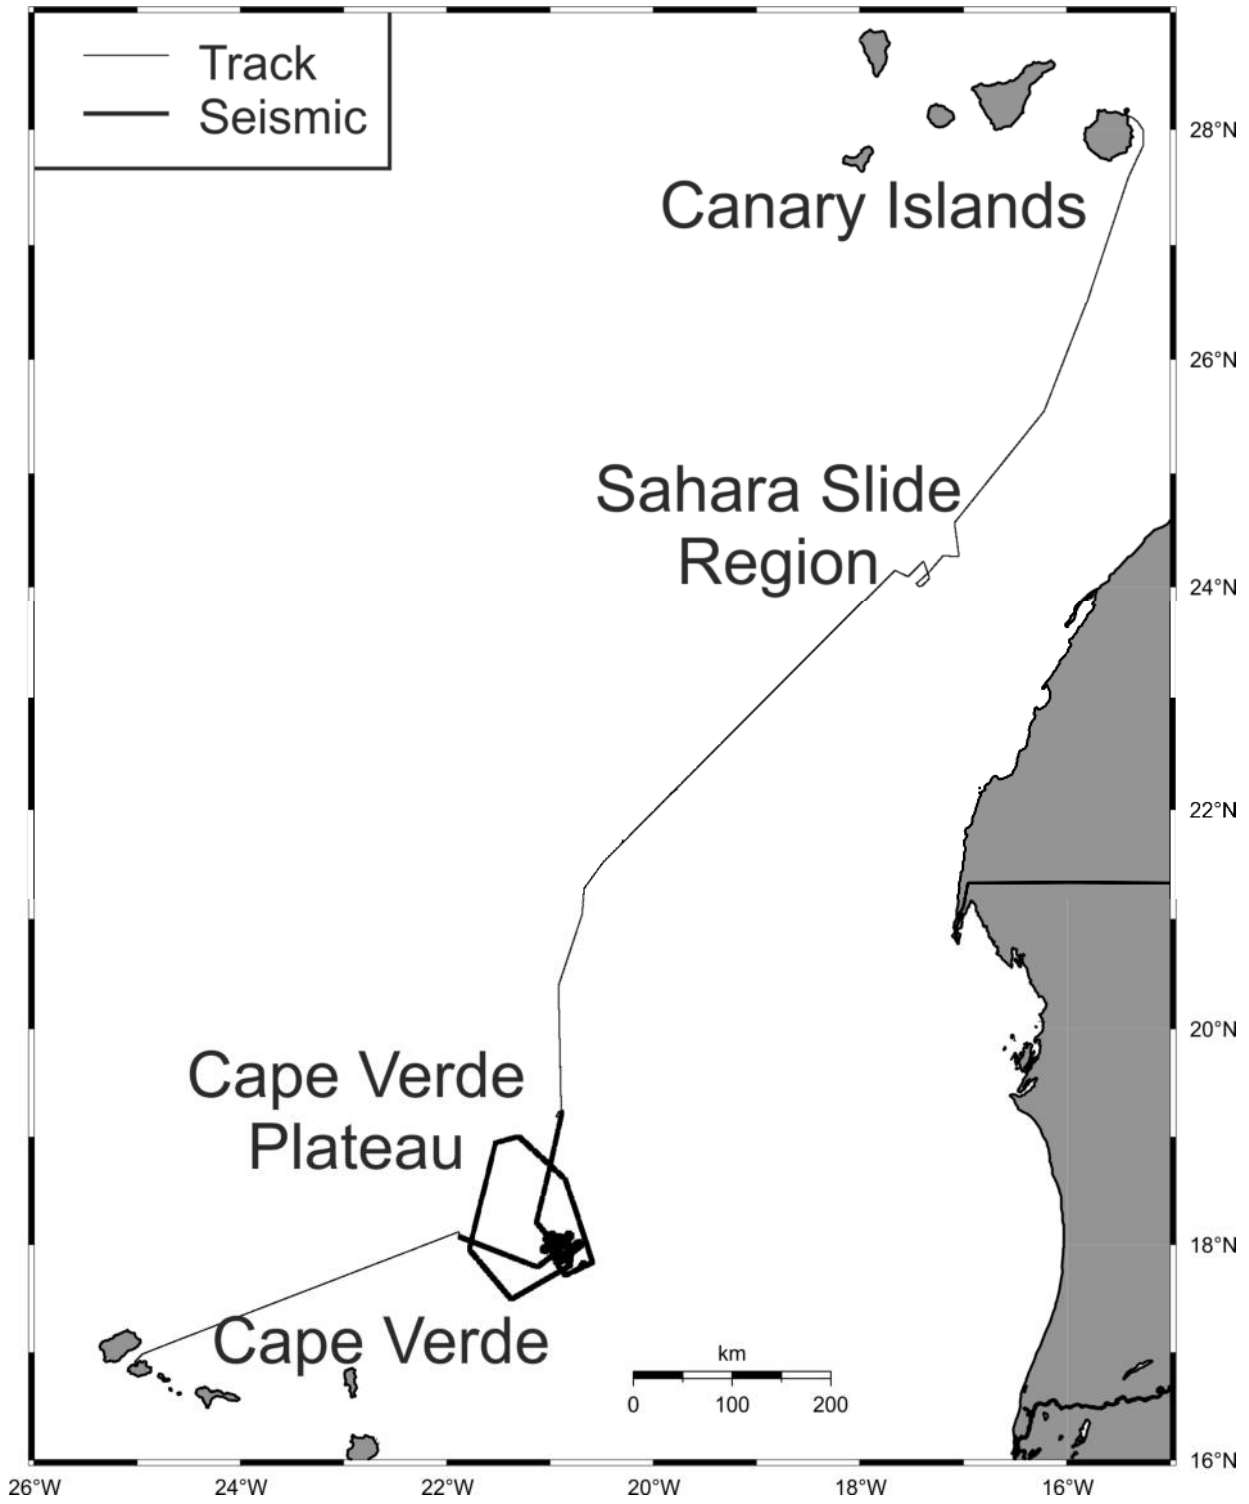 Track
Seismic
28°N
Canary Islands
26°N
Sahara Slide
Region
24°N
22°N
20°N
Cape Verde
Plateau
18°N
Cape Verde
km
0 100 200
16°N
26°W 24°W 22°W 20°W 18°W 16°W